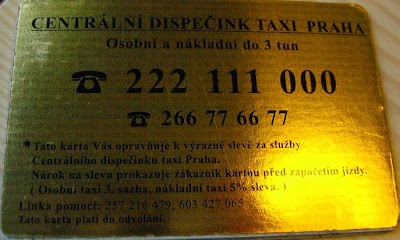 CENTRÁLNÍ DISPEČINK TAXI PRAHA
Osobní a nákladní do 3 tun
☎ 222 111 000
☎ 266 77 66 77
*Tato karta Vás opravňuje k výrazné slevě za služby
Centrálního dispečinku taxi Praha.
Nárok na slevu prokazuje zákazník kartou před započetím jízdy.
( Osobní taxi 3. sazba, nákladní taxi 5% sleva. )
Linka pomoci: 257 216 479, 603 427 065
Tato karta platí do odvolání.